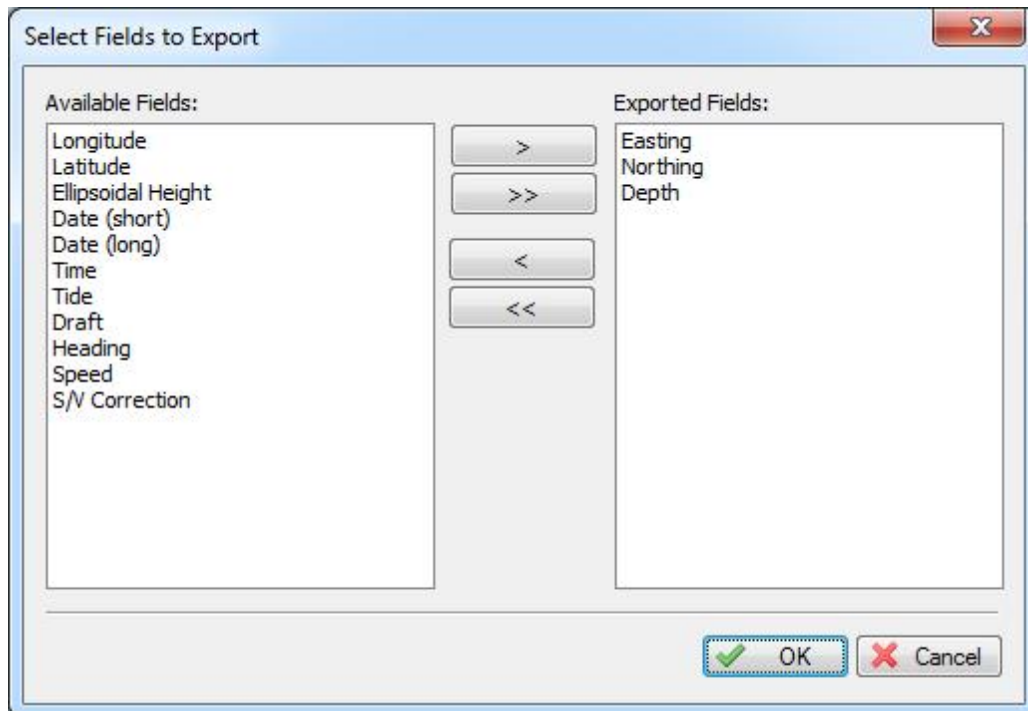 Select Fields to Export
Available Fields:
Longitude
Latitude
Ellipsoidal Height
Date (short)
Date (long)
Time
Tide
Draft
Heading
Speed
S/V Correction
>
>>
<
<<
Exported Fields:
Easting
Northing
Depth
OK
Cancel